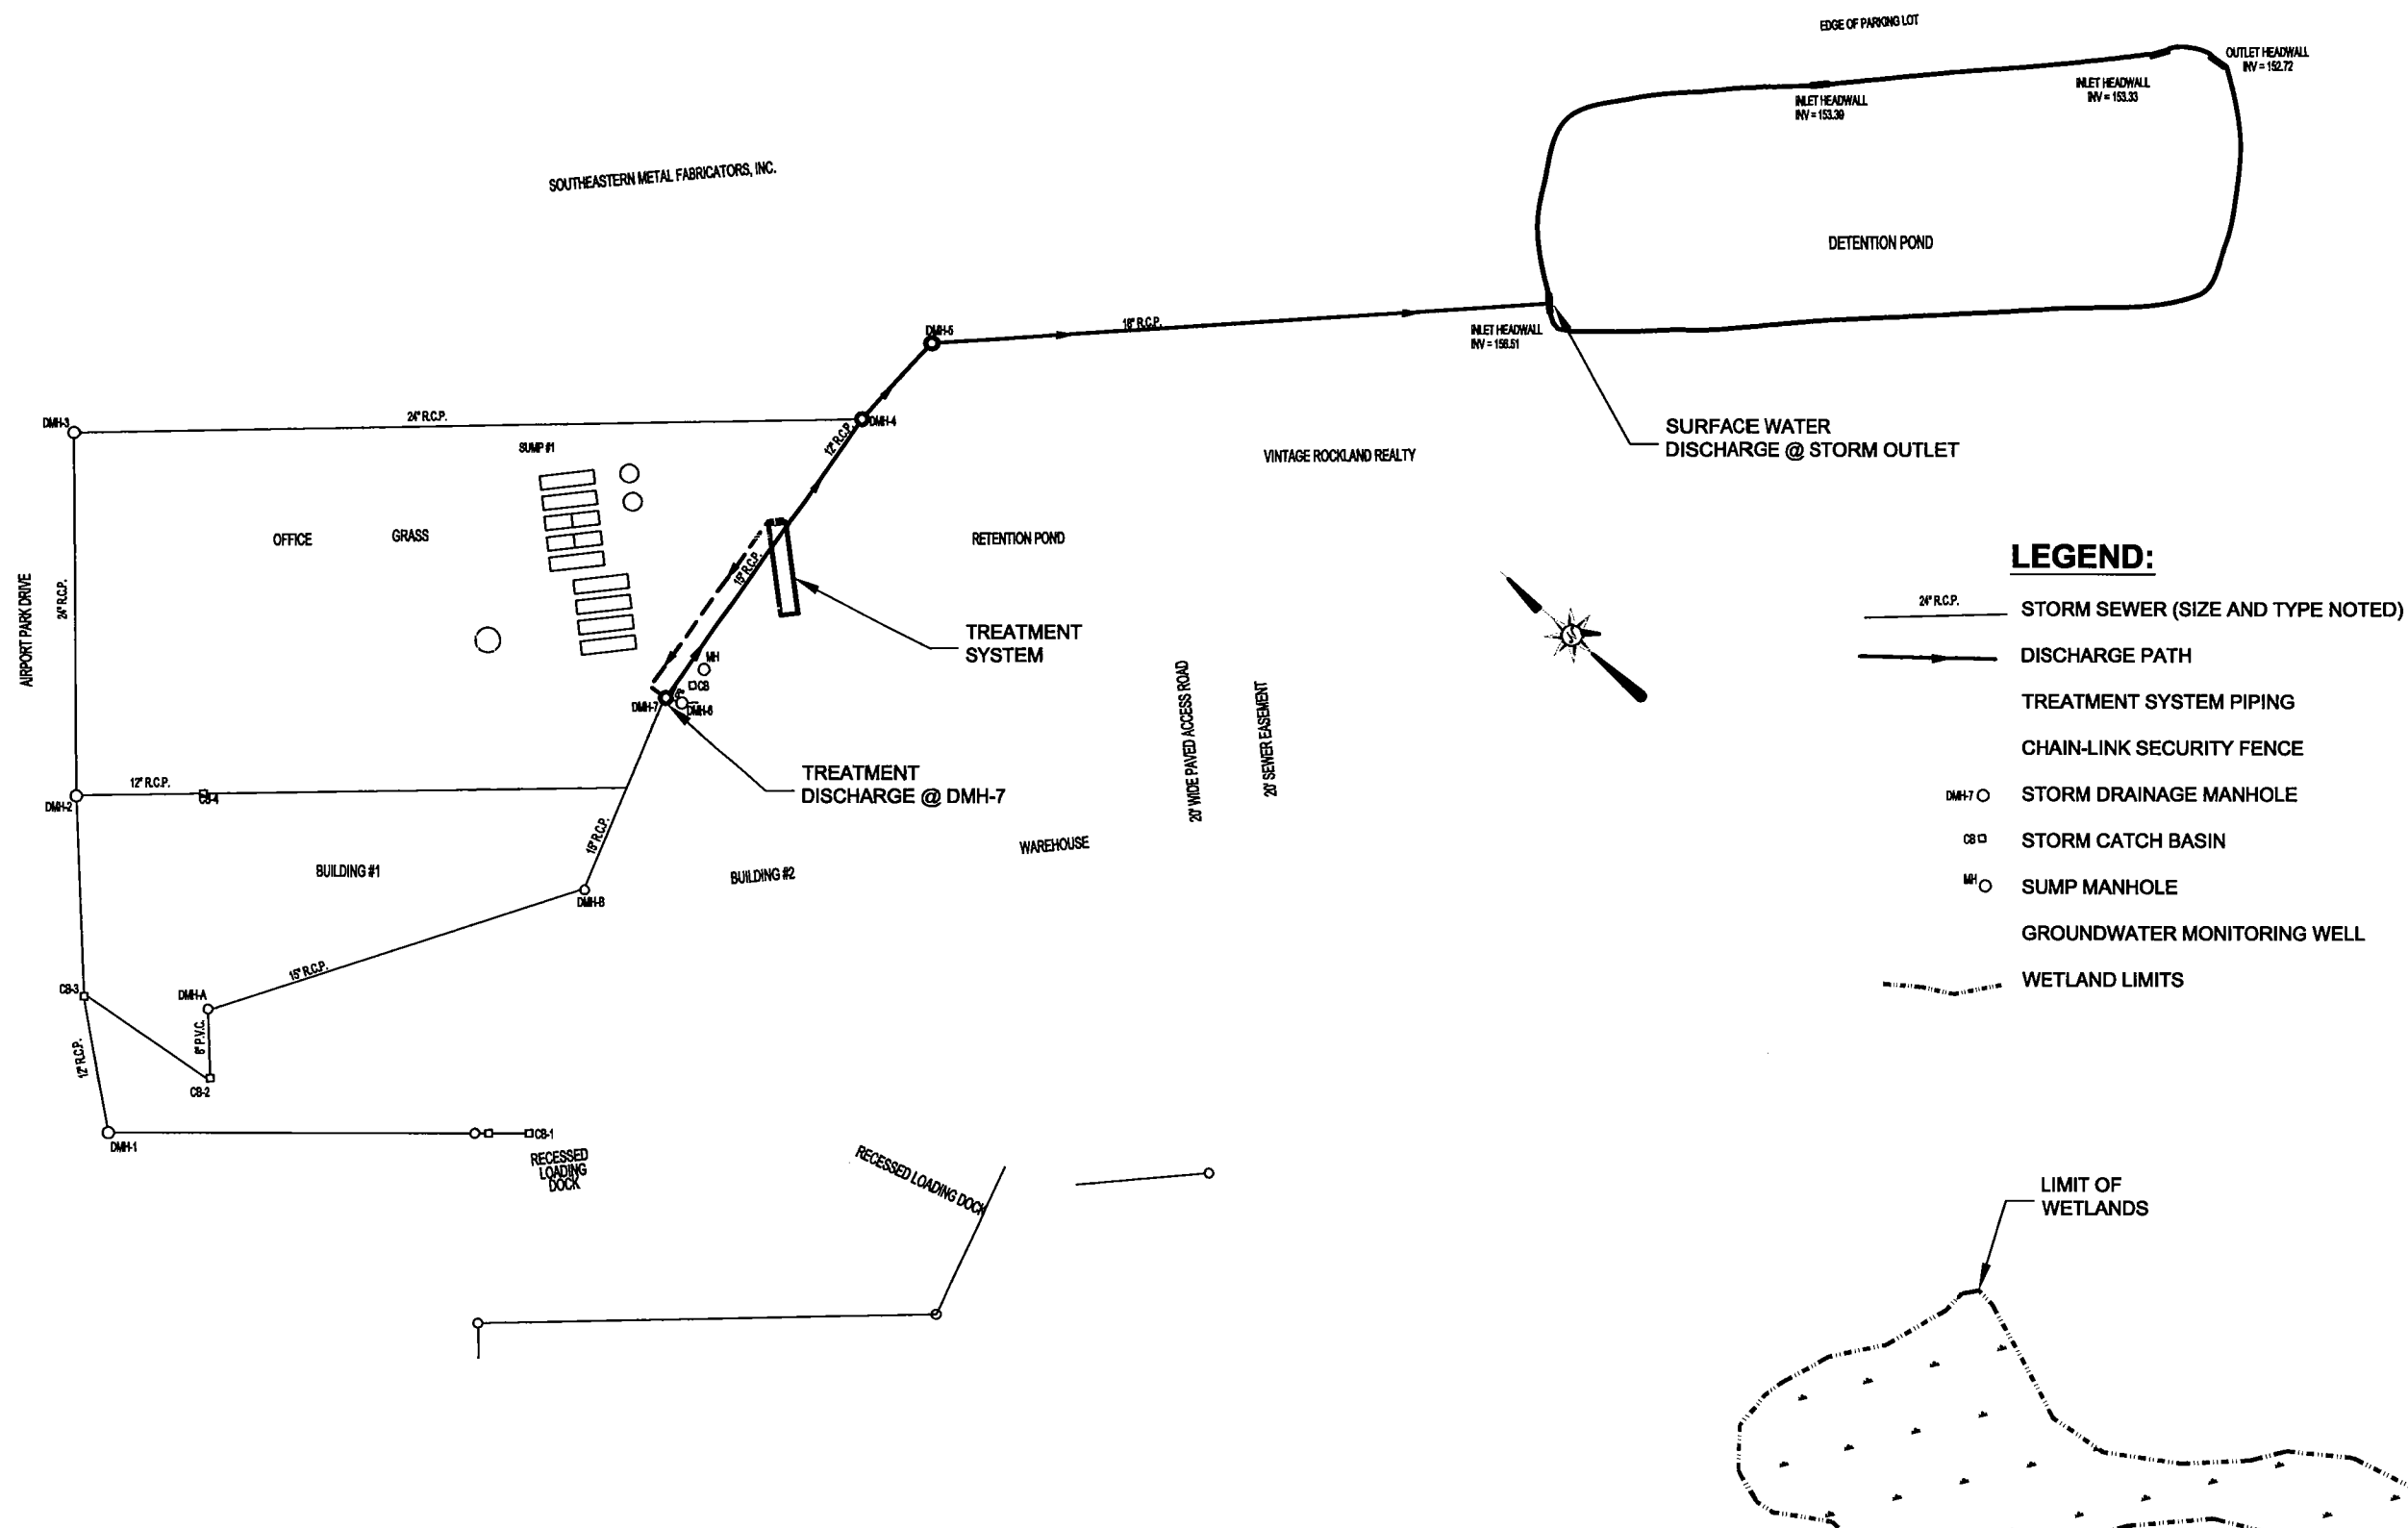 EDGE OF PARKING LOT
OUTLET HEADWALL
INV = 152.72
INLET HEADWALL
INV = 153.33
INLET HEADWALL
INV = 153.39
SOUTHEASTERN METAL FABRICATORS, INC.
DETENTION POND
DMH-5
18" R.C.P.
INLET HEADWALL
INV = 156.51
DMH-3
24" R.C.P.
12" R.C.P.
DMH-4
SURFACE WATER
DISCHARGE @ STORM OUTLET
SUMP #1
VINTAGE ROCKLAND REALTY
OFFICE
GRASS
RETENTION POND
15" R.C.P.
AIRPORT PARK DRIVE
24" R.C.P.
TREATMENT
SYSTEM
MH
CB
DMH-7
DMH-6
20' WIDE PAVED ACCESS ROAD
20' SEWER EASEMENT
TREATMENT
DISCHARGE @ DMH-7
12" R.C.P.
DMH-2
CB-4
BUILDING #1
BUILDING #2
WAREHOUSE
DMH-B
15" R.C.P.
CB-3
DMH-A
6" P.V.C.
12" R.C.P.
CB-2
DMH-1
CB-1
RECESSED
LOADING
DOCK
RECESSED LOADING DOCK
LEGEND:
24" R.C.P.
STORM SEWER (SIZE AND TYPE NOTED)
DISCHARGE PATH
TREATMENT SYSTEM PIPING
CHAIN-LINK SECURITY FENCE
DMH-7
STORM DRAINAGE MANHOLE
CB
STORM CATCH BASIN
MH
SUMP MANHOLE
GROUNDWATER MONITORING WELL
WETLAND LIMITS
LIMIT OF
WETLANDS